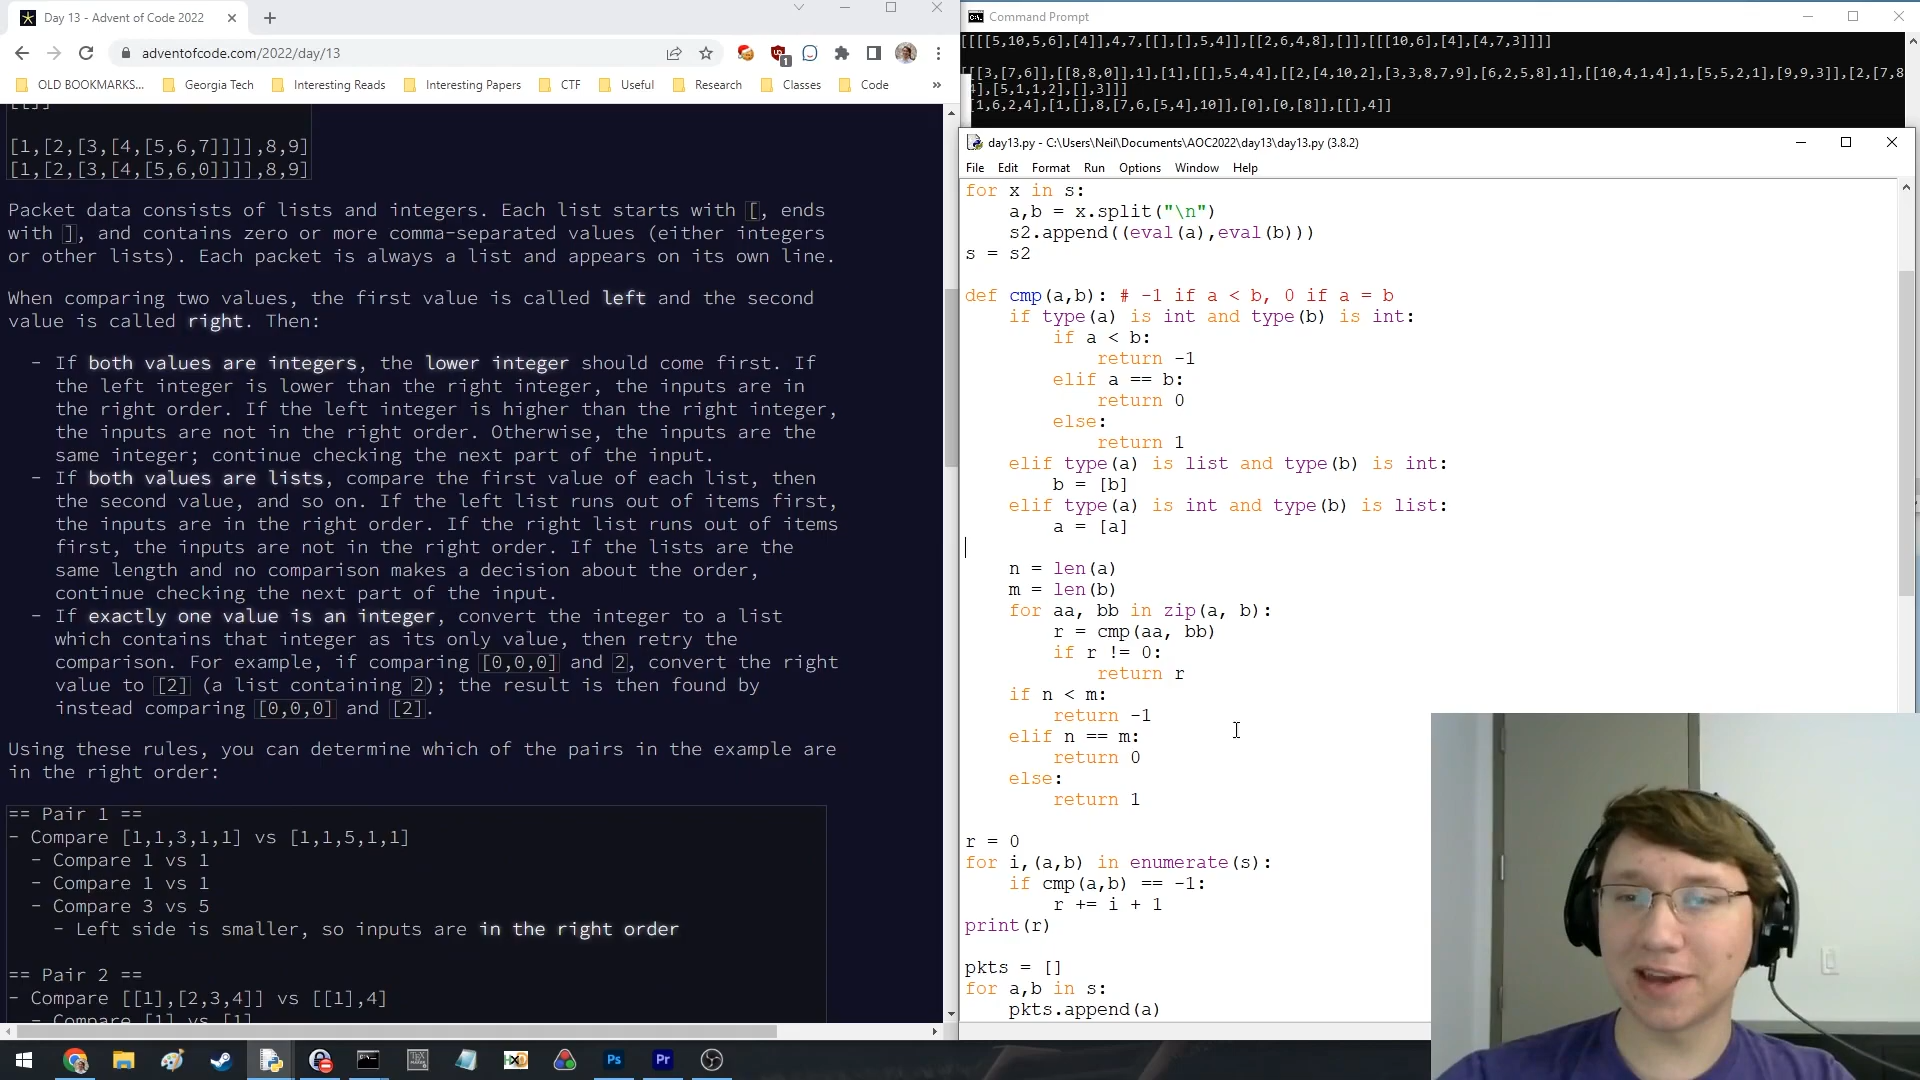 Day 13 - Advent of Code 2022
adventofcode.com/2022/day/13
OLD BOOKMARKS...
Georgia Tech
Interesting Reads
Interesting Papers
CTF
Useful
Research
Classes
Code
»
[1,[2,[3,[4,[5,6,7]]]],8,9]
[1,[2,[3,[4,[5,6,0]]]],8,9]
Packet data consists of lists and integers. Each list starts with [, ends
with ], and contains zero or more comma-separated values (either integers
or other lists). Each packet is always a list and appears on its own line.
When comparing two values, the first value is called left and the second
value is called right. Then:
- If both values are integers, the lower integer should come first. If
the left integer is lower than the right integer, the inputs are in
the right order. If the left integer is higher than the right integer,
the inputs are not in the right order. Otherwise, the inputs are the
same integer; continue checking the next part of the input.
- If both values are lists, compare the first value of each list, then
the second value, and so on. If the left list runs out of items first,
the inputs are in the right order. If the right list runs out of items
first, the inputs are not in the right order. If the lists are the
same length and no comparison makes a decision about the order,
continue checking the next part of the input.
- If exactly one value is an integer, convert the integer to a list
which contains that integer as its only value, then retry the
comparison. For example, if comparing [0,0,0] and 2, convert the right
value to [2] (a list containing 2); the result is then found by
instead comparing [0,0,0] and [2].
Using these rules, you can determine which of the pairs in the example are
in the right order:
== Pair 1 ==
- Compare [1,1,3,1,1] vs [1,1,5,1,1]
- Compare 1 vs 1
- Compare 1 vs 1
- Compare 3 vs 5
- Left side is smaller, so inputs are in the right order
== Pair 2 ==
- Compare [[1],[2,3,4]] vs [[1],4]
- Compare [1] vs [1]
Command Prompt
[[[[5,10,5,6],[4]],4,7,[[],[],5,4]],[[2,6,4,8],[]],[[[10,6],[4],[4,7,3]]]]
[[3,[7,6]],[[8,8,0]],1],[1],[[],5,4,4],[[2,[4,10,2],[3,3,8,7,9],[6,2,5,8],1],[[10,4,1,4],1,[5,5,2,1],[9,9,3]],[2,[7,8
4],[5,1,1,2],[],3]]]
[1,6,2,4],[1,[],8,[7,6,[5,4],10]],[0],[0,[8]],[[],4]]
day13.py - C:\Users\Neil\Documents\AOC2022\day13\day13.py (3.8.2)
File Edit Format Run Options Window Help
for x in s:
    a,b = x.split("\n")
    s2.append((eval(a),eval(b)))
s = s2
def cmp(a,b): # -1 if a < b, 0 if a = b
    if type(a) is int and type(b) is int:
        if a < b:
            return -1
        elif a == b:
            return 0
        else:
            return 1
    elif type(a) is list and type(b) is int:
        b = [b]
    elif type(a) is int and type(b) is list:
        a = [a]
    n = len(a)
    m = len(b)
    for aa, bb in zip(a, b):
        r = cmp(aa, bb)
        if r != 0:
            return r
    if n < m:
        return -1
    elif n == m:
        return 0
    else:
        return 1
r = 0
for i,(a,b) in enumerate(s):
    if cmp(a,b) == -1:
        r += i + 1
print(r)
pkts = []
for a,b in s:
    pkts.append(a)
Ps
Pr